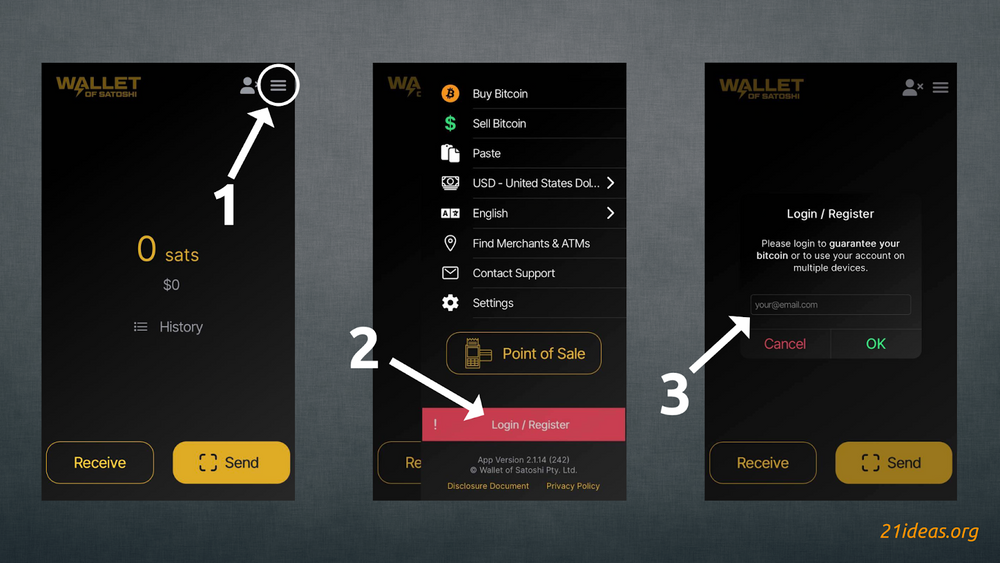 WALLET
OF SATOSHI
1
0 sats
$0
History
Receive
Send
WA
Buy Bitcoin
Sell Bitcoin
Paste
USD - United States Dol...
English
Find Merchants & ATMs
Contact Support
Settings
Point of Sale
2
! Login / Register
Re
App Version 2.1.14 (242)
© Wallet of Satoshi Pty. Ltd.
Disclosure Document Privacy Policy
WALLET
OF SATOSHI
Login / Register
Please login to guarantee your
bitcoin or to use your account on
multiple devices.
your@email.com
Cancel OK
3
Receive
Send
21ideas.org